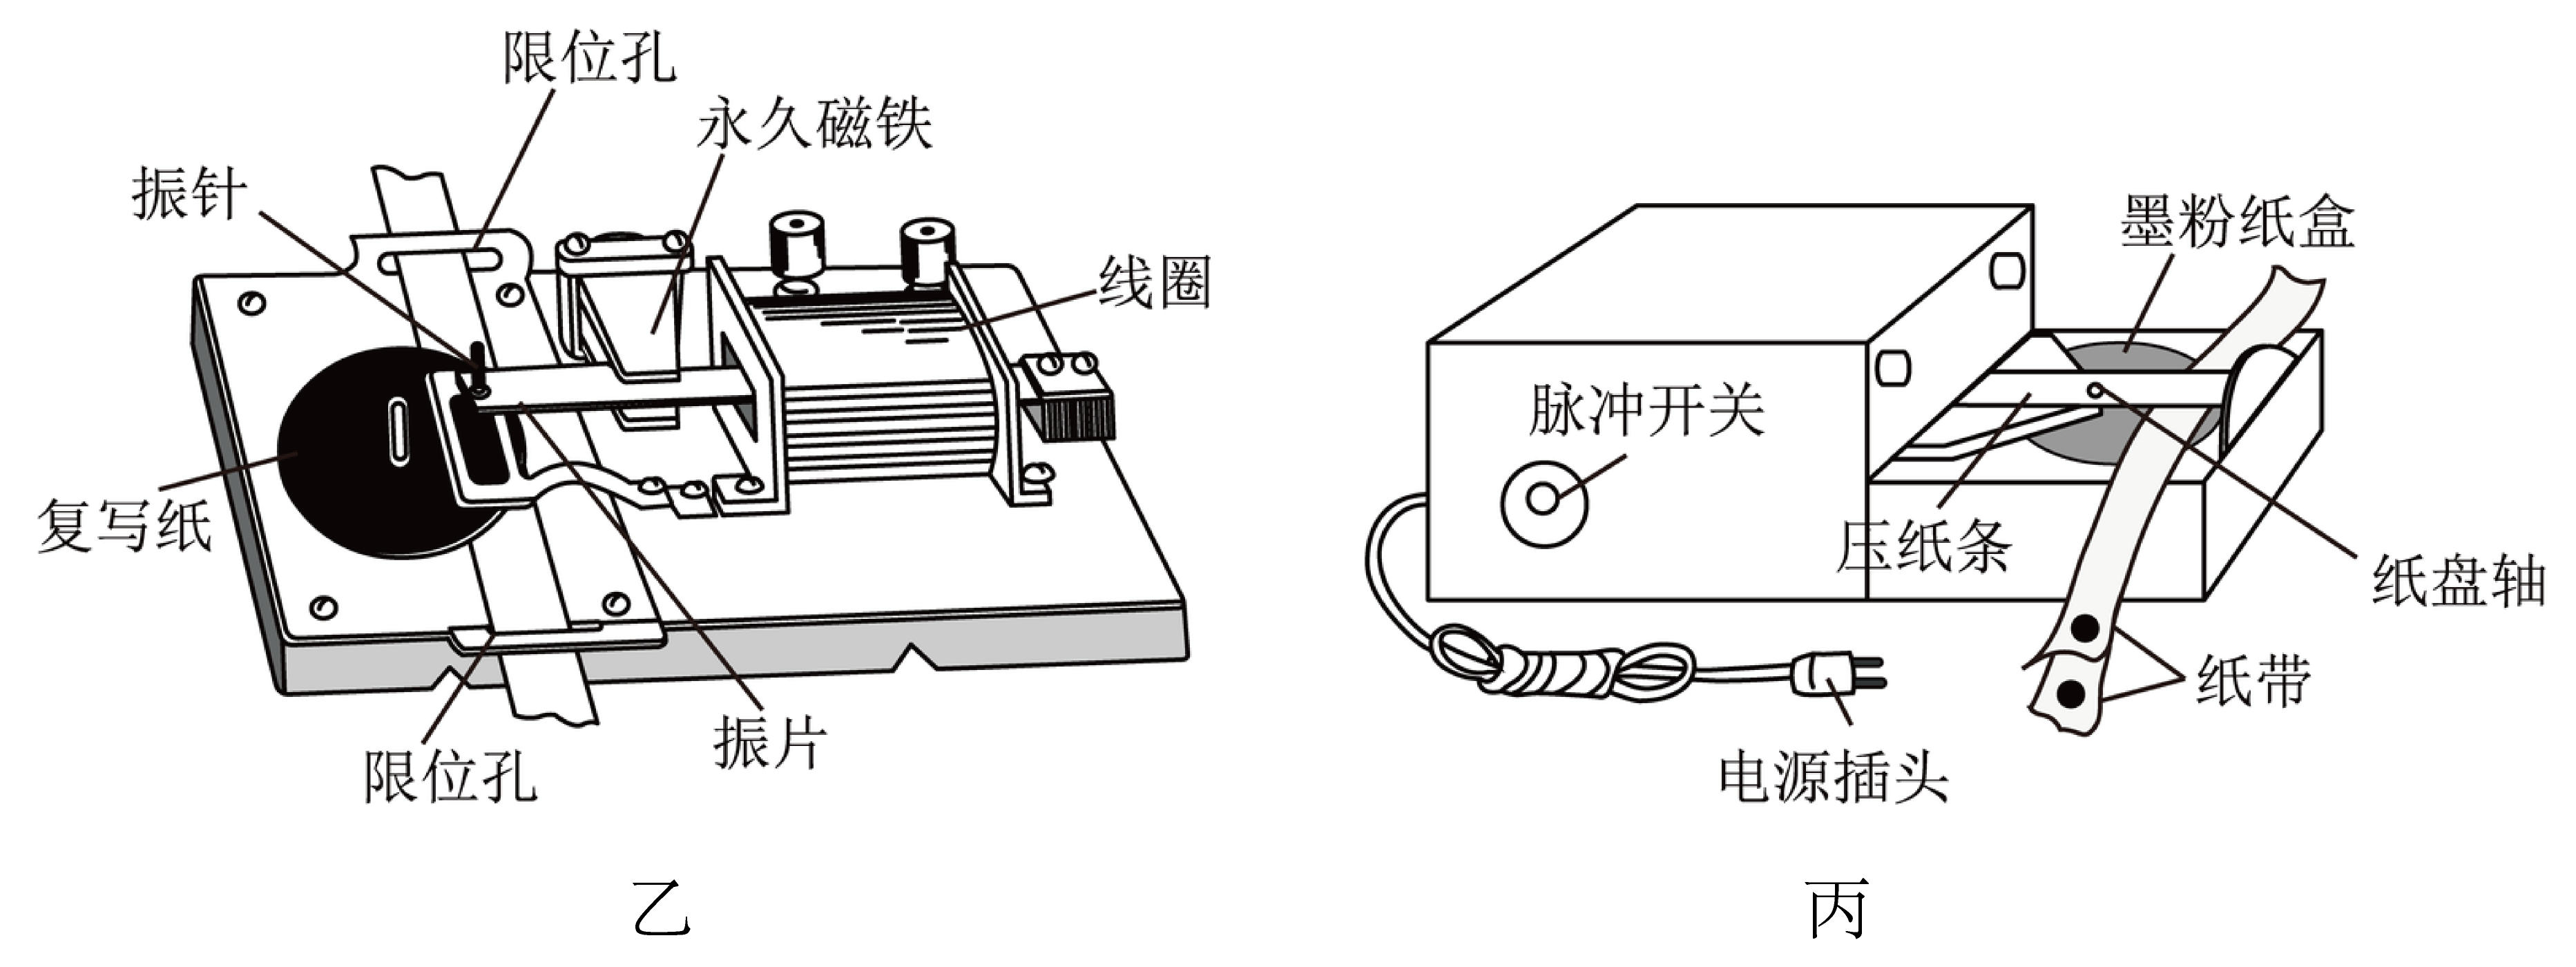 限位孔
永久磁铁
振针
线圈
复写纸
振片
限位孔
乙
墨粉纸盒
脉冲开关
压纸条
纸盘轴
纸带
电源插头
丙